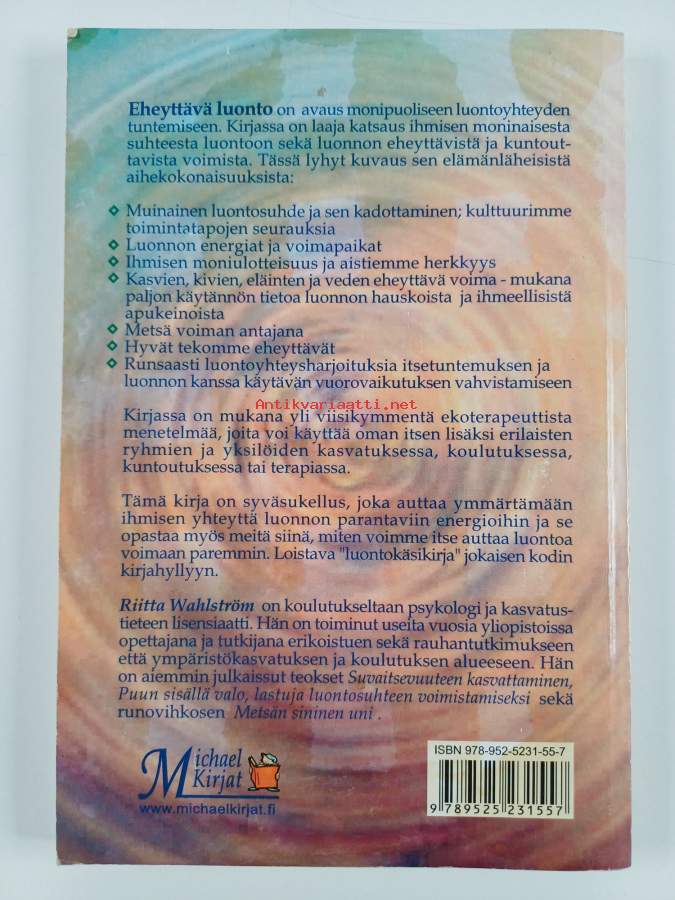 Eheyttävä luonto on avaus monipuoliseen luontoyhteyden
tuntemiseen. Kirjassa on laaja katsaus ihmisen moninaisesta
suhteesta luontoon sekä luonnon eheyttävistä ja kuntout-
tavista voimista. Tässä lyhyt kuvaus sen elämänläheisistä
aihekokonaisuuksista:
Muinainen luontosuhde ja sen kadottaminen; kulttuurimme
toimintatapojen seurauksia
Luonnon energiat ja voimapaikat
Ihmisen moniulotteisuus ja aistiemme herkkyys
Kasvien, kivien, eläinten ja veden eheyttävä voima - mukana
paljon käytännön tietoa luonnon hauskoista ja ihmeellisistä
apukeinoista
Metsä voiman antajana
Hyvät tekomme eheyttävät
Runsaasti luontoyhteysharjoituksia itsetuntemuksen ja
luonnon kanssa käytävän vuorovaikutuksen vahvistamiseen
Antikvariaatti.net
Kirjassa on mukana yli viisikymmentä ekoterapeuttista
menetelmää, joita voi käyttää oman itsen lisäksi erilaisten
ryhmien ja yksilöiden kasvatuksessa, koulutuksessa,
kuntoutuksessa tai terapiassa.
Tämä kirja on syväsukellus, joka auttaa ymmärtämään
ihmisen yhteyttä luonnon parantaviin energioihin ja se
opastaa myös meitä siinä, miten voimme itse auttaa luontoa
voimaan paremmin. Loistava "luontokäsikirja" jokaisen kodin
kirjahyllyyn.
Riitta Wahlström on koulutukseltaan psykologi ja kasvatus-
tieteen lisensiaatti. Hän on toiminut useita vuosia yliopistoissa
opettajana ja tutkijana erikoistuen sekä rauhantutkimukseen
että ympäristökasvatuksen ja koulutuksen alueeseen. Hän
on aiemmin julkaissut teokset Suvaitsevuuteen kasvattaminen,
Puun sisällä valo, lastuja luontosuhteen voimistamiseksi sekä
runovihkosen Metsän sininen uni .
Michael
Kirjat
www.michaelkirjat.fi
ISBN 978-952-5231-55-7
9 789525 231557